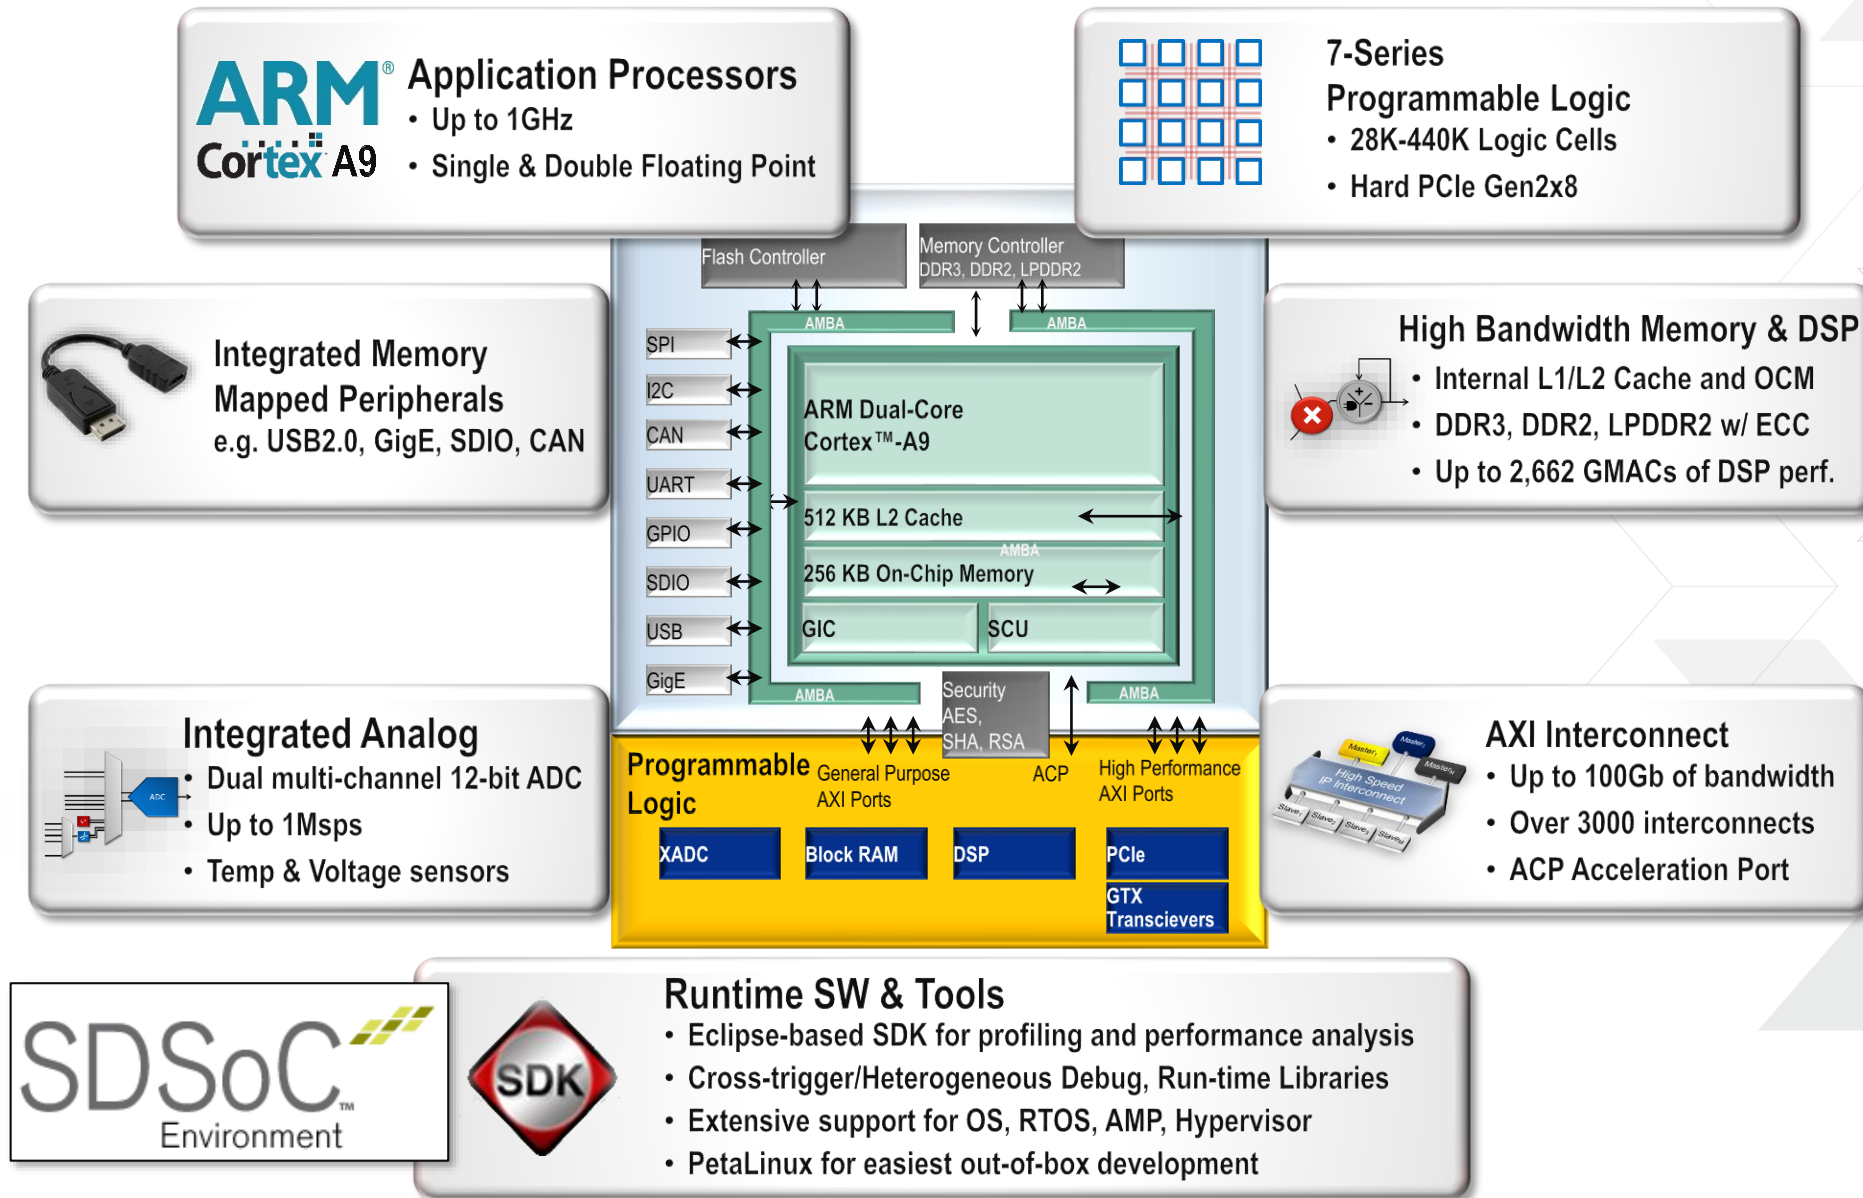 ARM®
Cortex A9
Application Processors
• Up to 1GHz
• Single & Double Floating Point
7-Series
Programmable Logic
• 28K-440K Logic Cells
• Hard PCIe Gen2x8
Integrated Memory
Mapped Peripherals
e.g. USB2.0, GigE, SDIO, CAN
High Bandwidth Memory & DSP
• Internal L1/L2 Cache and OCM
• DDR3, DDR2, LPDDR2 w/ ECC
• Up to 2,662 GMACs of DSP perf.
Flash Controller
Memory Controller
DDR3, DDR2, LPDDR2
AMBA
AMBA
SPI
I2C
CAN
UART
GPIO
SDIO
USB
GigE
ARM Dual-Core
Cortex™-A9
512 KB L2 Cache
AMBA
256 KB On-Chip Memory
GIC
SCU
AMBA
AMBA
Security
AES,
SHA, RSA
Programmable
Logic
General Purpose
AXI Ports
ACP
High Performance
AXI Ports
XADC
Block RAM
DSP
PCIe
GTX
Transcievers
Integrated Analog
• Dual multi-channel 12-bit ADC
• Up to 1Msps
• Temp & Voltage sensors
ADC
AXI Interconnect
• Up to 100Gb of bandwidth
• Over 3000 interconnects
• ACP Acceleration Port
Master1
Master2
MasterN
High Speed
IP Interconnect
Slave1
Slave2
Slave3
SlaveM
SDSoC™
Environment
SDK
Runtime SW & Tools
• Eclipse-based SDK for profiling and performance analysis
• Cross-trigger/Heterogeneous Debug, Run-time Libraries
• Extensive support for OS, RTOS, AMP, Hypervisor
• PetaLinux for easiest out-of-box development